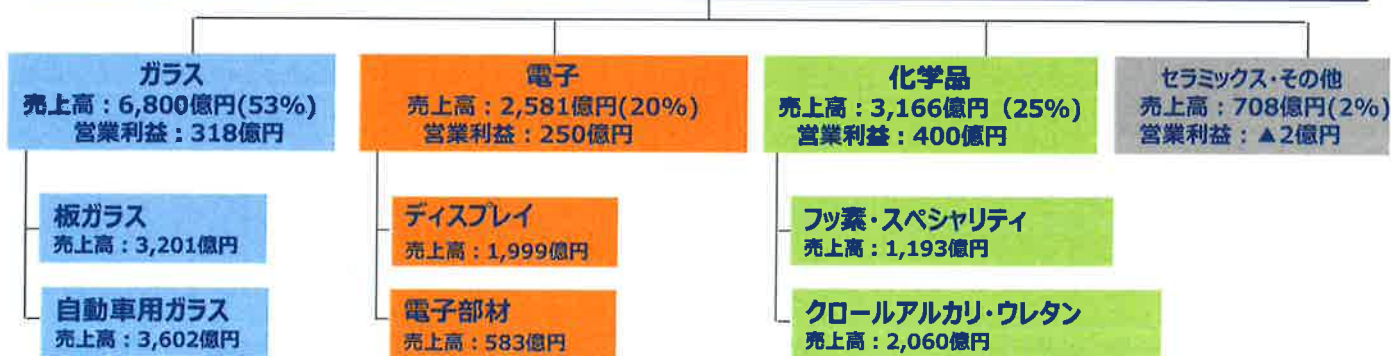 ガラス
売上高：6,800億円(53%)
営業利益：318億円
電子
売上高：2,581億円(20%)
営業利益：250億円
化学品
売上高：3,166億円（25%)
営業利益：400億円
セラミックス・その他
売上高：708億円(2%)
営業利益：▲2億円
板ガラス
売上高：3,201億円
自動車用ガラス
売上高：3,602億円
ディスプレイ
売上高：1,999億円
電子部材
売上高：583億円
フッ素・スペシャリティ
売上高：1,193億円
クロールアルカリ・ウレタン
売上高：2,060億円